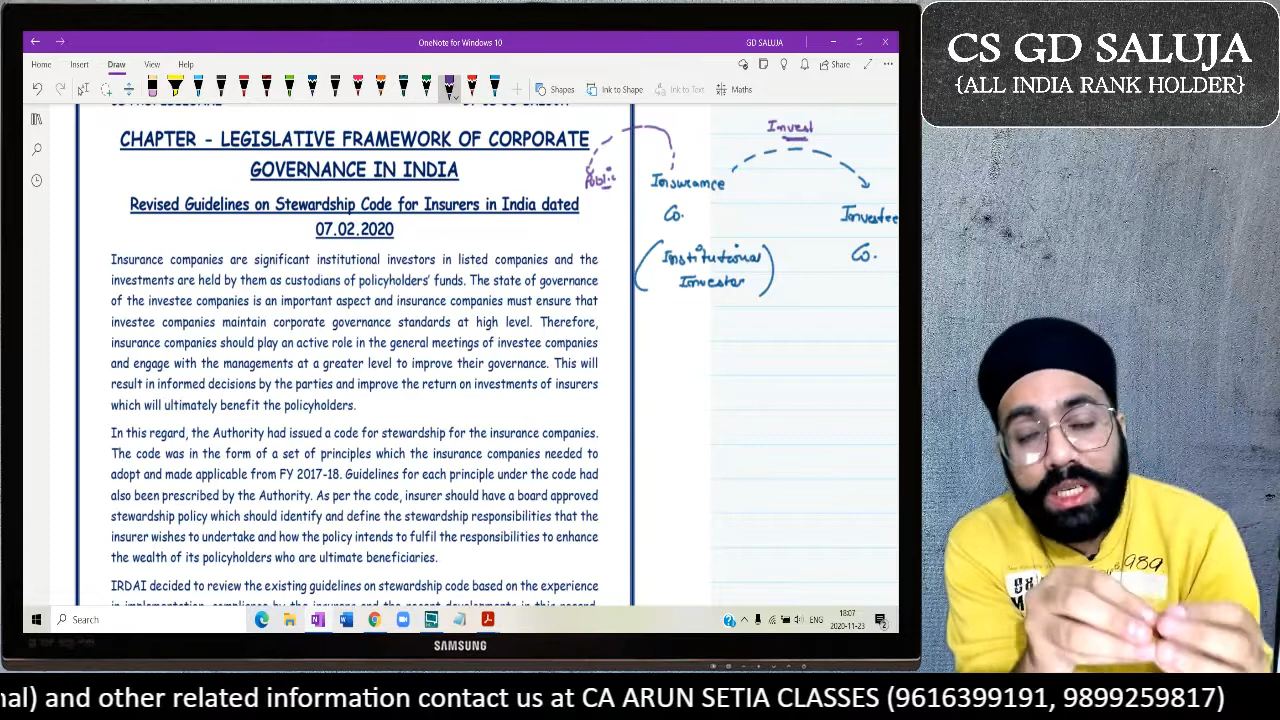 OneNote for Windows 10
GD SALUJA
Home Insert Draw View Help
Share
Shapes Ink to Shape Ink to Text Maths
CHAPTER - LEGISLATIVE FRAMEWORK OF CORPORATE
GOVERNANCE IN INDIA
Revised Guidelines on Stewardship Code for Insurers in India dated
07.02.2020
Insurance companies are significant institutional investors in listed companies and the
investments are held by them as custodians of policyholders' funds. The state of governance
of the investee companies is an important aspect and insurance companies must ensure that
investee companies maintain corporate governance standards at high level. Therefore,
insurance companies should play an active role in the general meetings of investee companies
and engage with the managements at a greater level to improve their governance. This will
result in informed decisions by the parties and improve the return on investments of insurers
which will ultimately benefit the policyholders.
In this regard, the Authority had issued a code for stewardship for the insurance companies.
The code was in the form of a set of principles which the insurance companies needed to
adopt and made applicable from FY 2017-18. Guidelines for each principle under the code had
also been prescribed by the Authority. As per the code, insurer should have a board approved
stewardship policy which should identify and define the stewardship responsibilities that the
insurer wishes to undertake and how the policy intends to fulfil the responsibilities to enhance
the wealth of its policyholders who are ultimate beneficiaries.
IRDAI decided to review the existing guidelines on stewardship code based on the experience
Invest
Public
Insurance
Co.
(Institutional
Investor)
Investee
Co.
Search
ENG
18:07
2020-11-23
SAMSUNG
CS GD SALUJA
{ALL INDIA RANK HOLDER}
989
nal) and other related information contact us at CA ARUN SETIA CLASSES (9616399191, 9899259817)